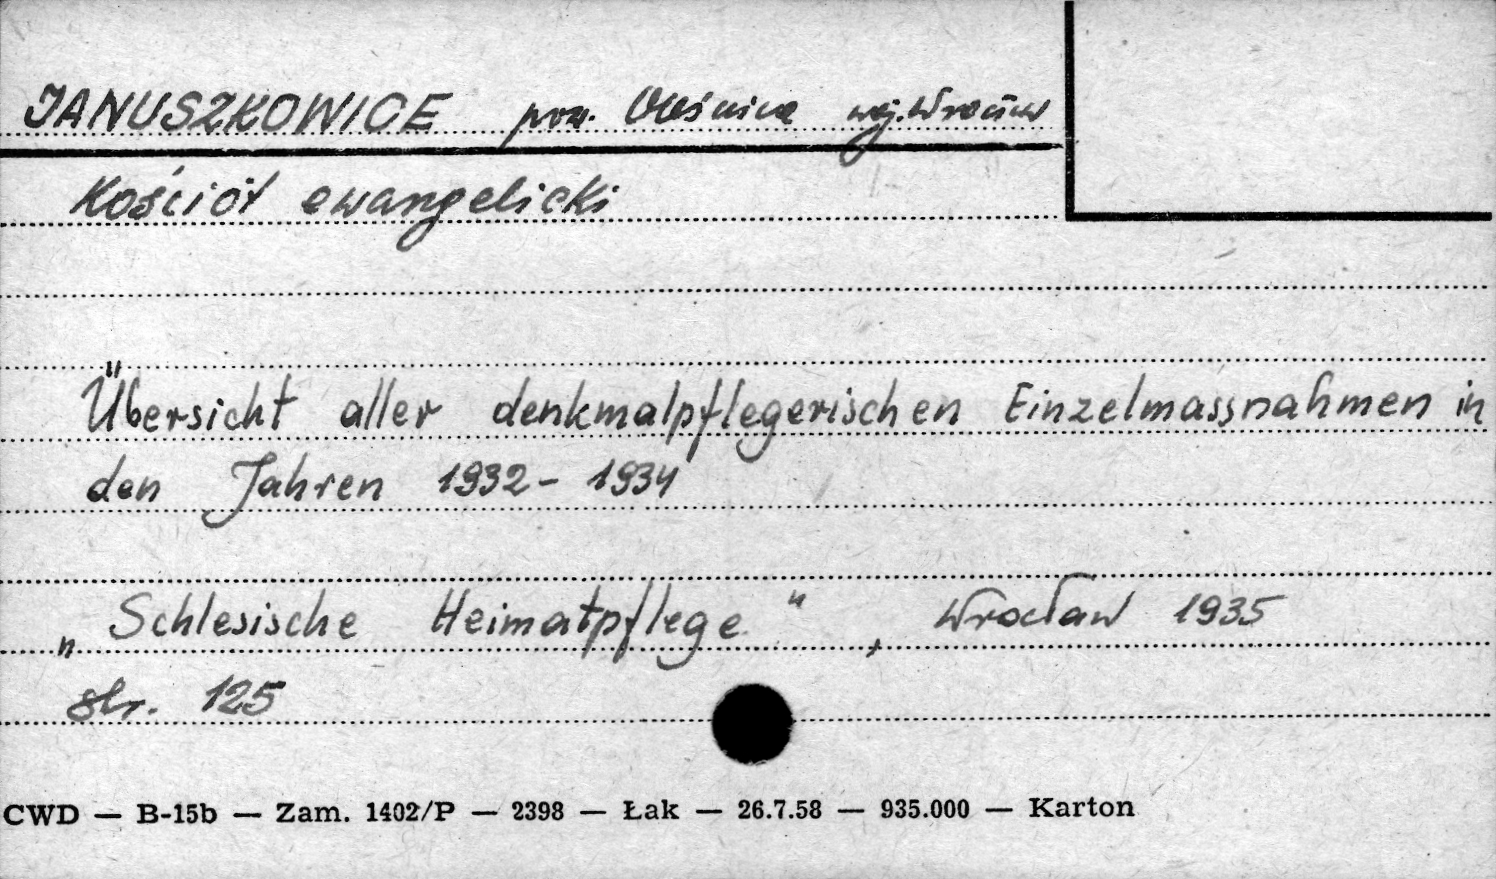 JANUSZKOWICE pow. Oleśnica woj. Wrocław
Kościół ewangelicki
Übersicht aller denkmalpflegerischen Einzelmassnahmen in
den Jahren 1932 - 1934
„Schlesische Heimatpflege", Wrocław 1935
str. 125
CWD — B-15b — Zam. 1402/P — 2398 — Łak — 26.7.58 — 935.000 — Karton